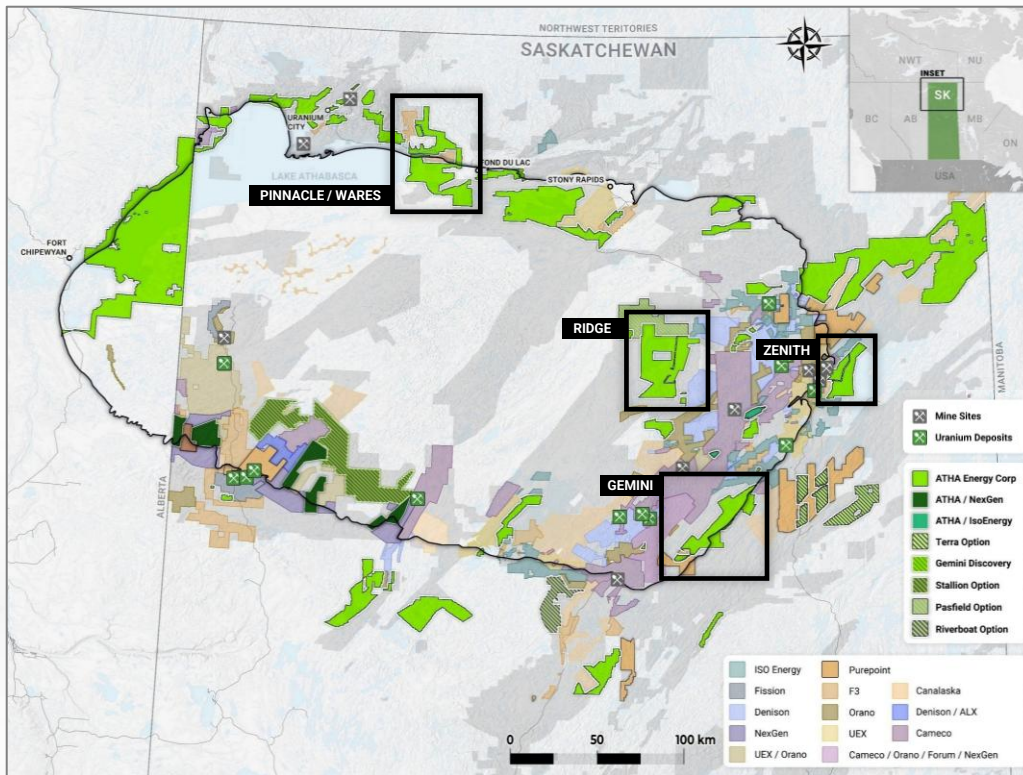 NORTHWEST TERRITORIES
SASKATCHEWAN
NWT
NU
INSET
SK
BC
AB
MB
ON
USA
URANIUM
CITY
LAKE ATHABASCA
FOND DU LAC
STONY RAPIDS
PINNACLE / WARES
FORT
CHIPEWYAN
RIDGE
ZENITH
MANITOBA
GEMINI
ALBERTA
Mine Sites
Uranium Deposits
ATHA Energy Corp
ATHA / NexGen
ATHA / IsoEnergy
Terra Option
Gemini Discovery
Stallion Option
Pasfield Option
Riverboat Option
ISO Energy
Purepoint
Fission
F3
Canalaska
Denison
Orano
Denison / ALX
NexGen
UEX
Cameco
UEX / Orano
Cameco / Orano / Forum / NexGen
0 50 100 km